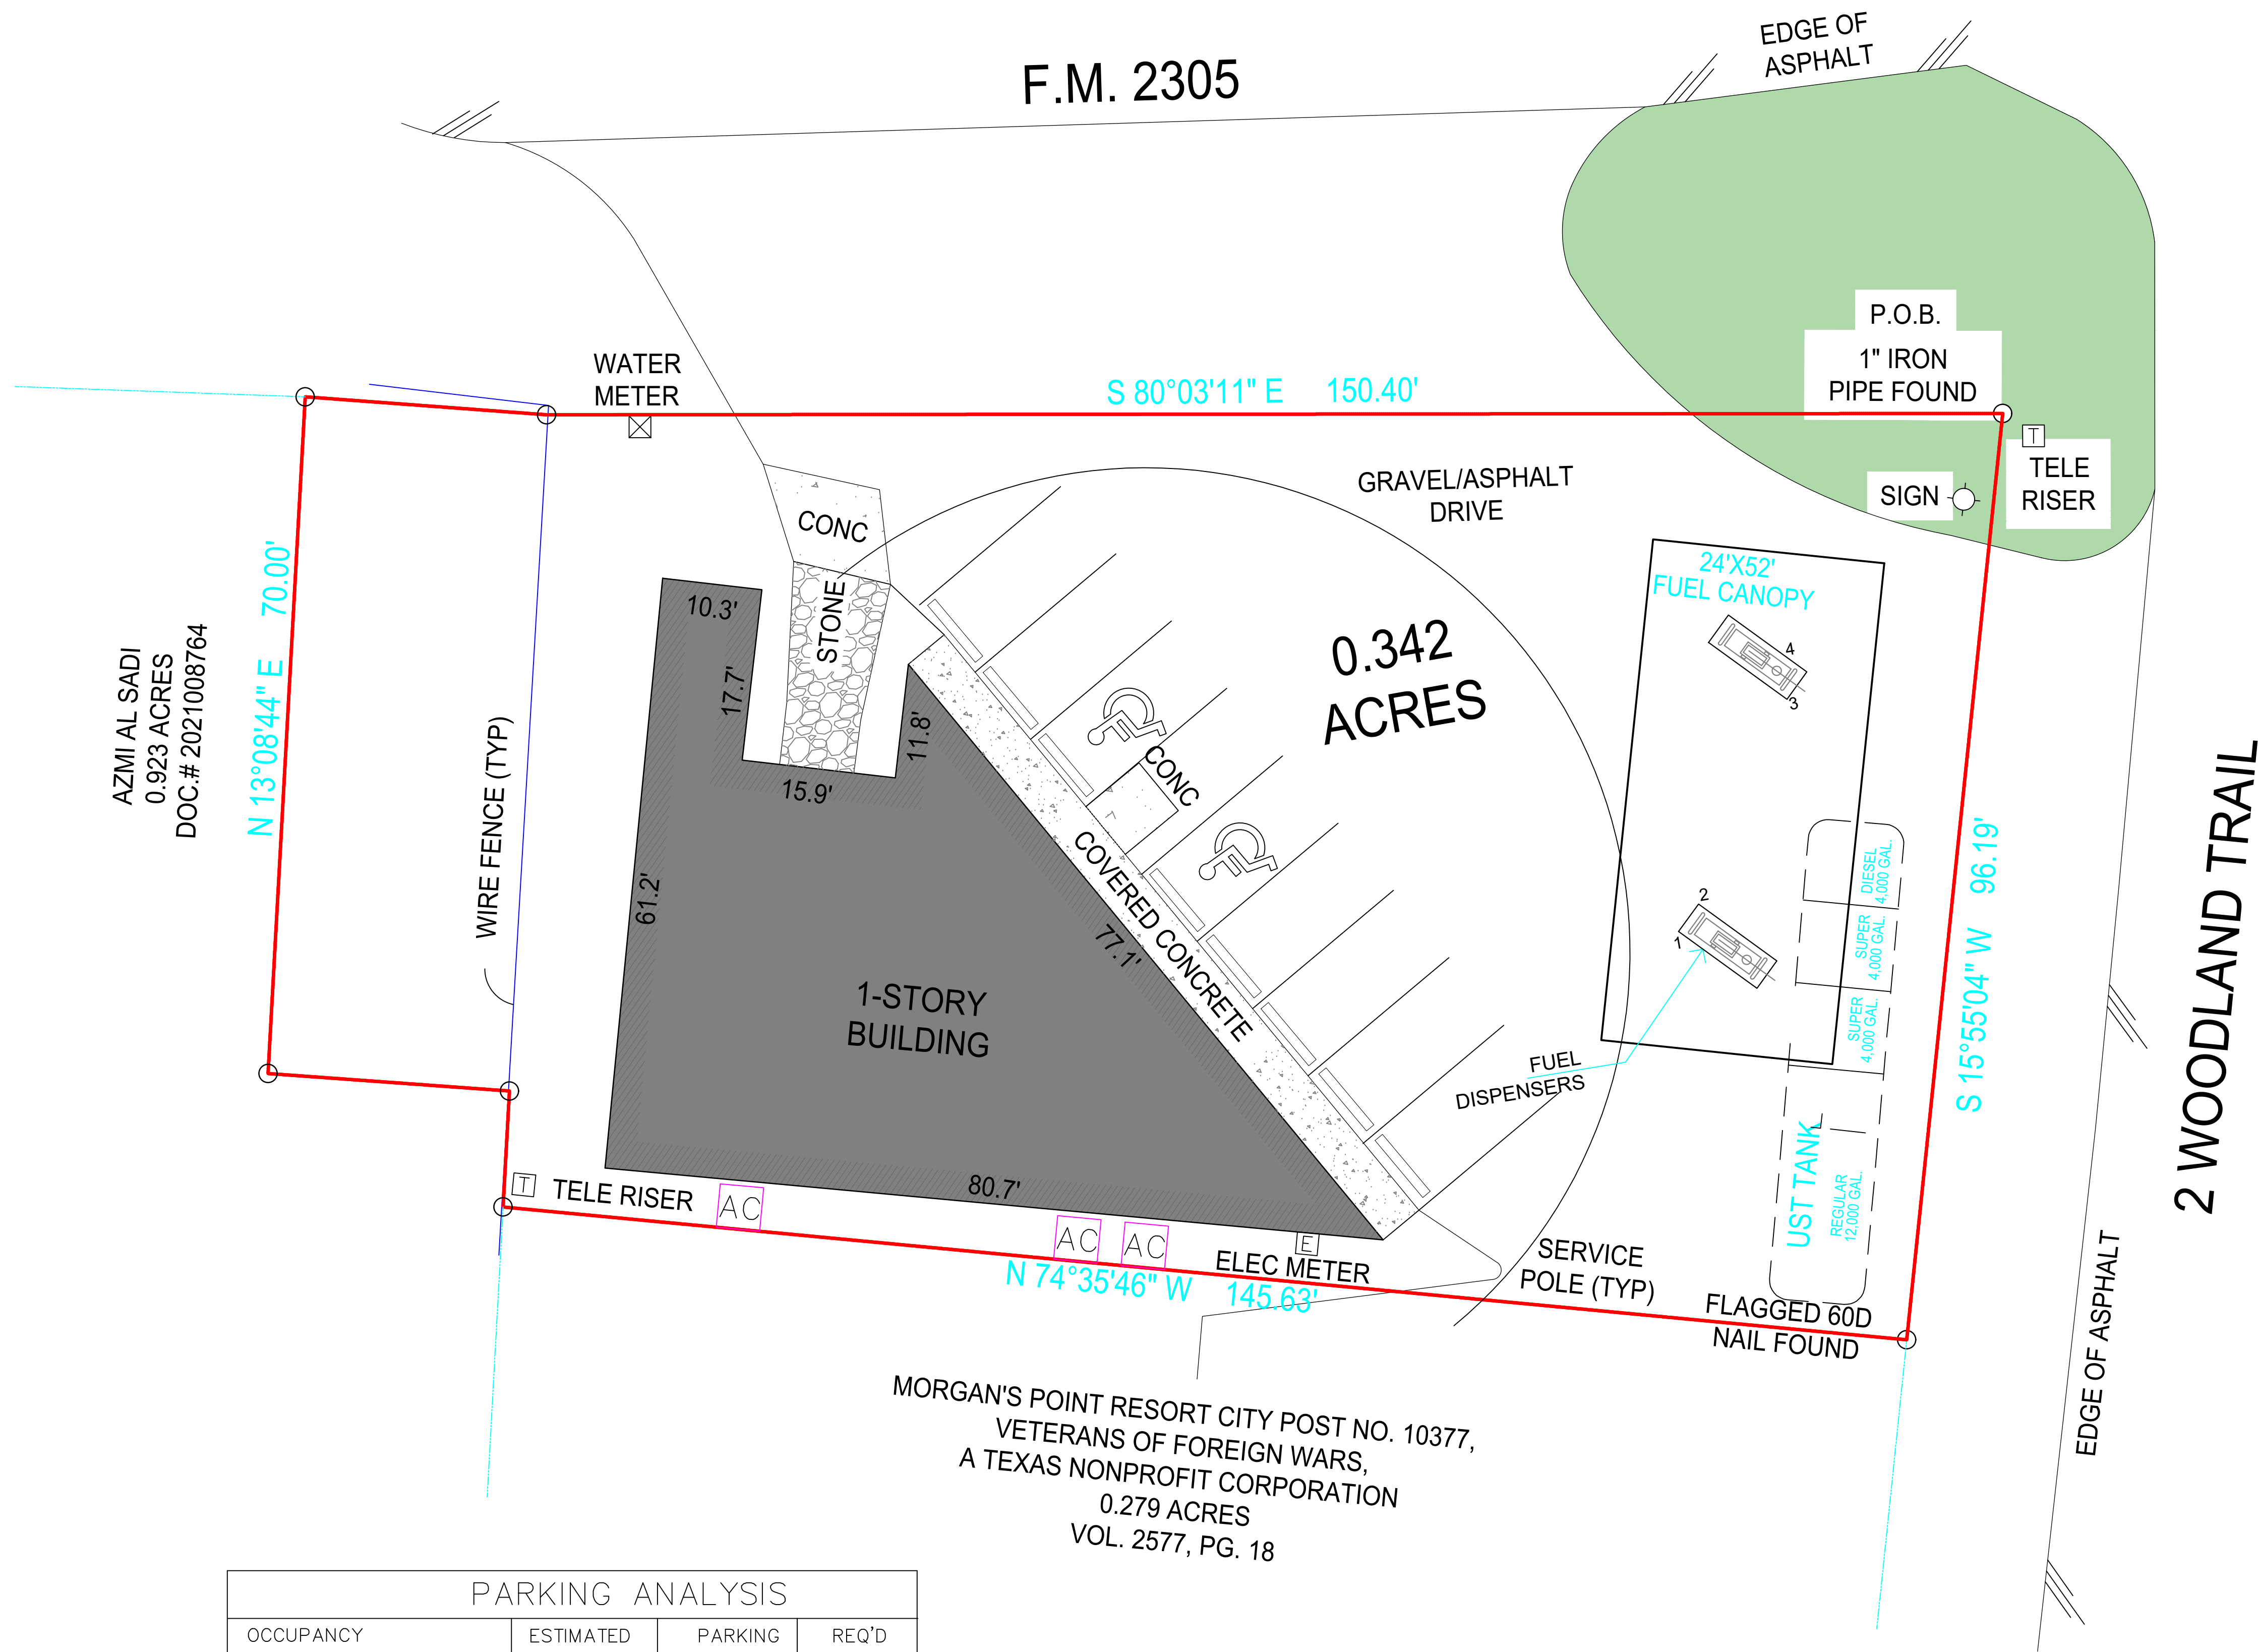 EDGE OF
ASPHALT
F.M. 2305
P.O.B.
1" IRON
PIPE FOUND
WATER
METER
S 80°03'11" E 150.40'
T
TELE
RISER
SIGN
GRAVEL/ASPHALT
DRIVE
CONC
24'X52'
FUEL CANOPY
10.3'
STONE
17.7'
11.8'
15.9'
0.342
ACRES
4
3
AZMI AL SADI
0.923 ACRES
DOC.# 2021008764
N 13°08'44" E 70.00'
WIRE FENCE (TYP)
CONC
COVERED CONCRETE
61.2'
77.1'
1-STORY
BUILDING
2
1
DIESEL
4,000 GAL.
SUPER
4,000 GAL.
SUPER
4,000 GAL.
S 15°55'04" W 96.19'
2 WOODLAND TRAIL
FUEL
DISPENSERS
UST TANK
REGULAR
12,000 GAL.
T
TELE RISER
AC
80.7'
AC
AC
E
ELEC METER
N 74°35'46" W 145.63'
SERVICE
POLE (TYP)
FLAGGED 60D
NAIL FOUND
EDGE OF ASPHALT
MORGAN'S POINT RESORT CITY POST NO. 10377,
VETERANS OF FOREIGN WARS,
A TEXAS NONPROFIT CORPORATION
0.279 ACRES
VOL. 2577, PG. 18
PARKING ANALYSIS
OCCUPANCY ESTIMATED PARKING REQ'D